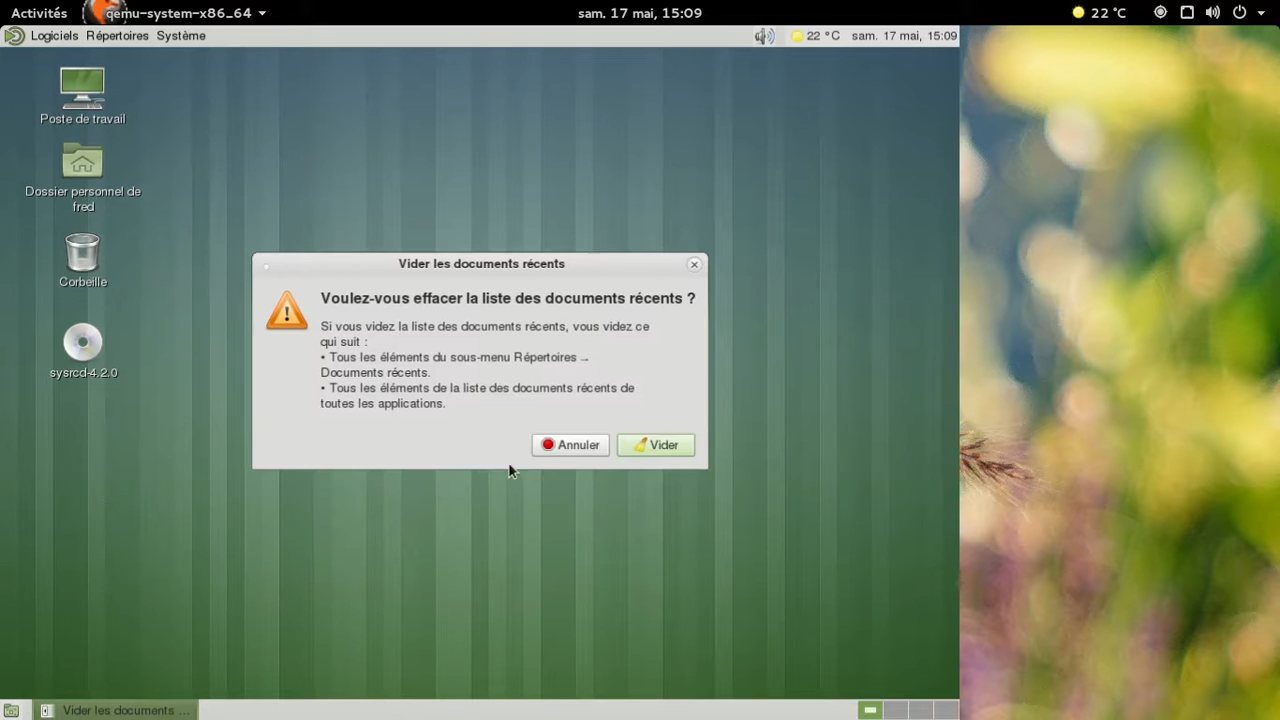 Activités
qemu-system-x86_64
sam. 17 mai, 15:09
22 °C
Logiciels Répertoires Système
22 °C sam. 17 mai, 15:09
Poste de travail
Dossier personnel de
fred
Corbeille
sysrcd-4.2.0
Vider les documents récents
Voulez-vous effacer la liste des documents récents ?
Si vous videz la liste des documents récents, vous videz ce
qui suit :
• Tous les éléments du sous-menu Répertoires →
Documents récents.
• Tous les éléments de la liste des documents récents de
toutes les applications.
Annuler
Vider
Vider les documents ...